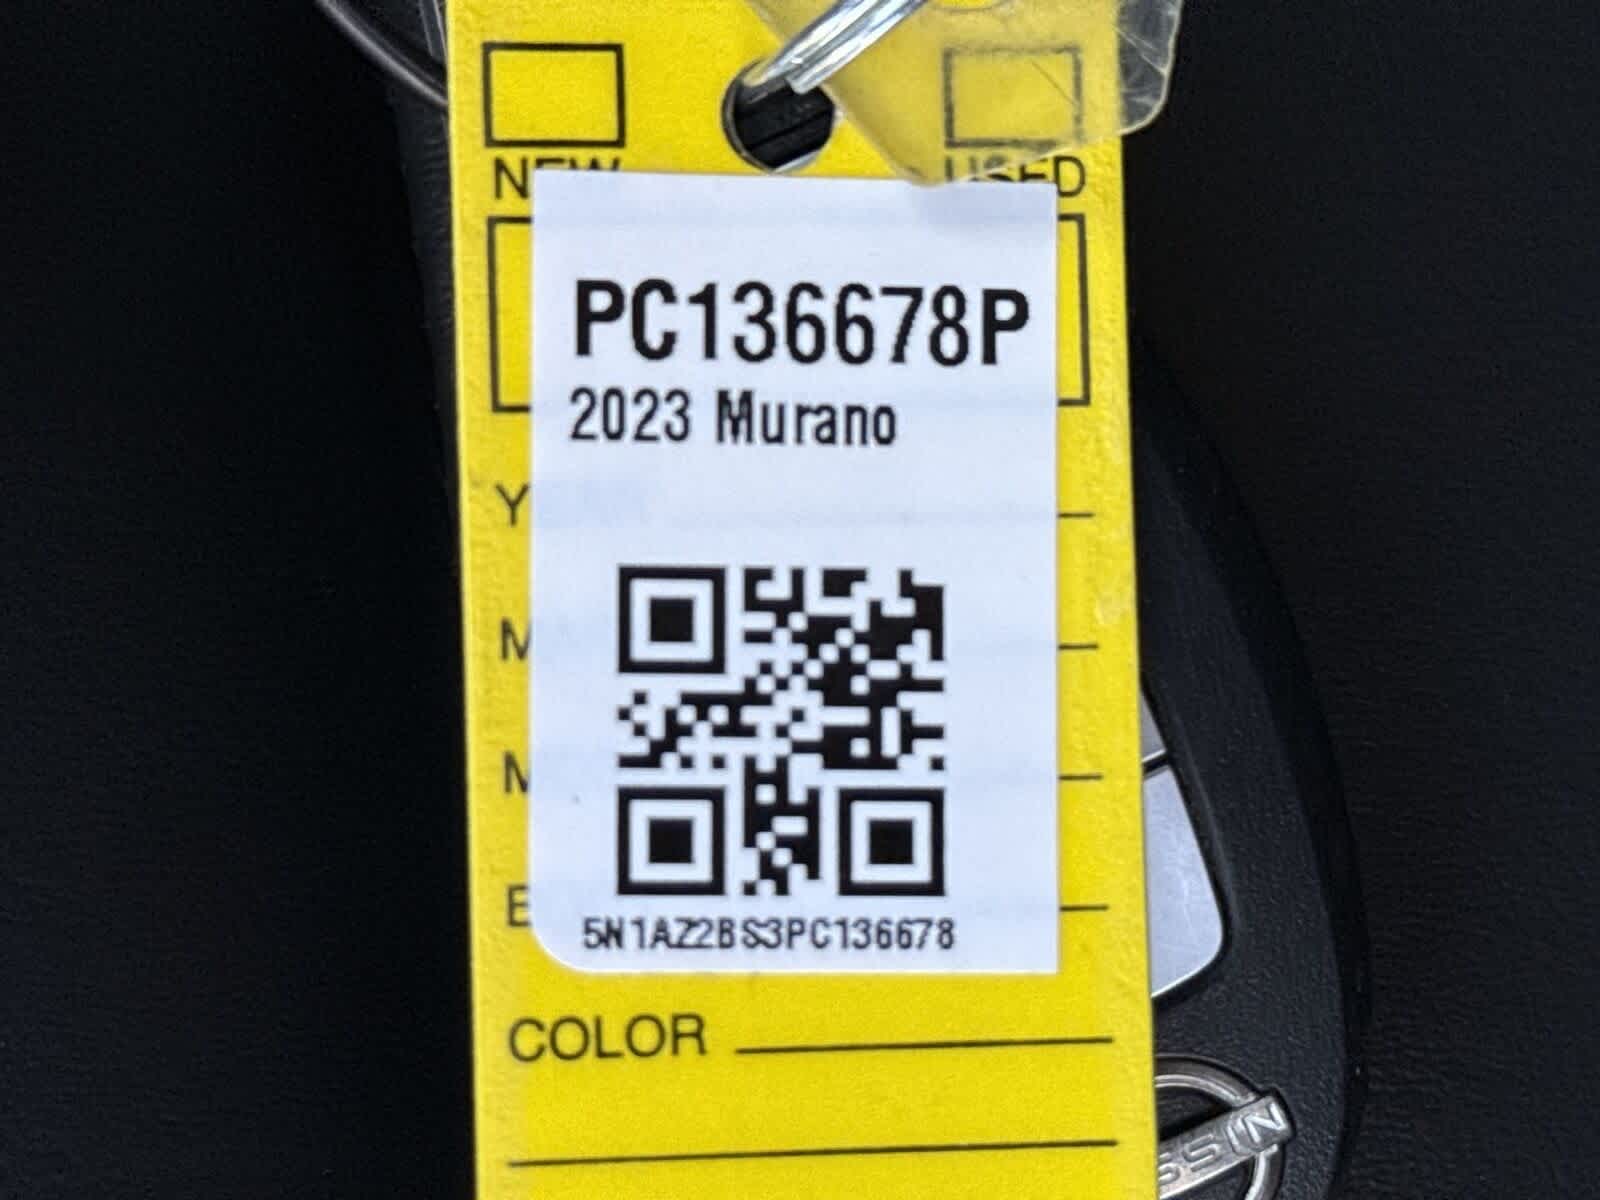 NEW USED
PC136678P
2023 Murano
5N1AZ2BS3PC136678
COLOR